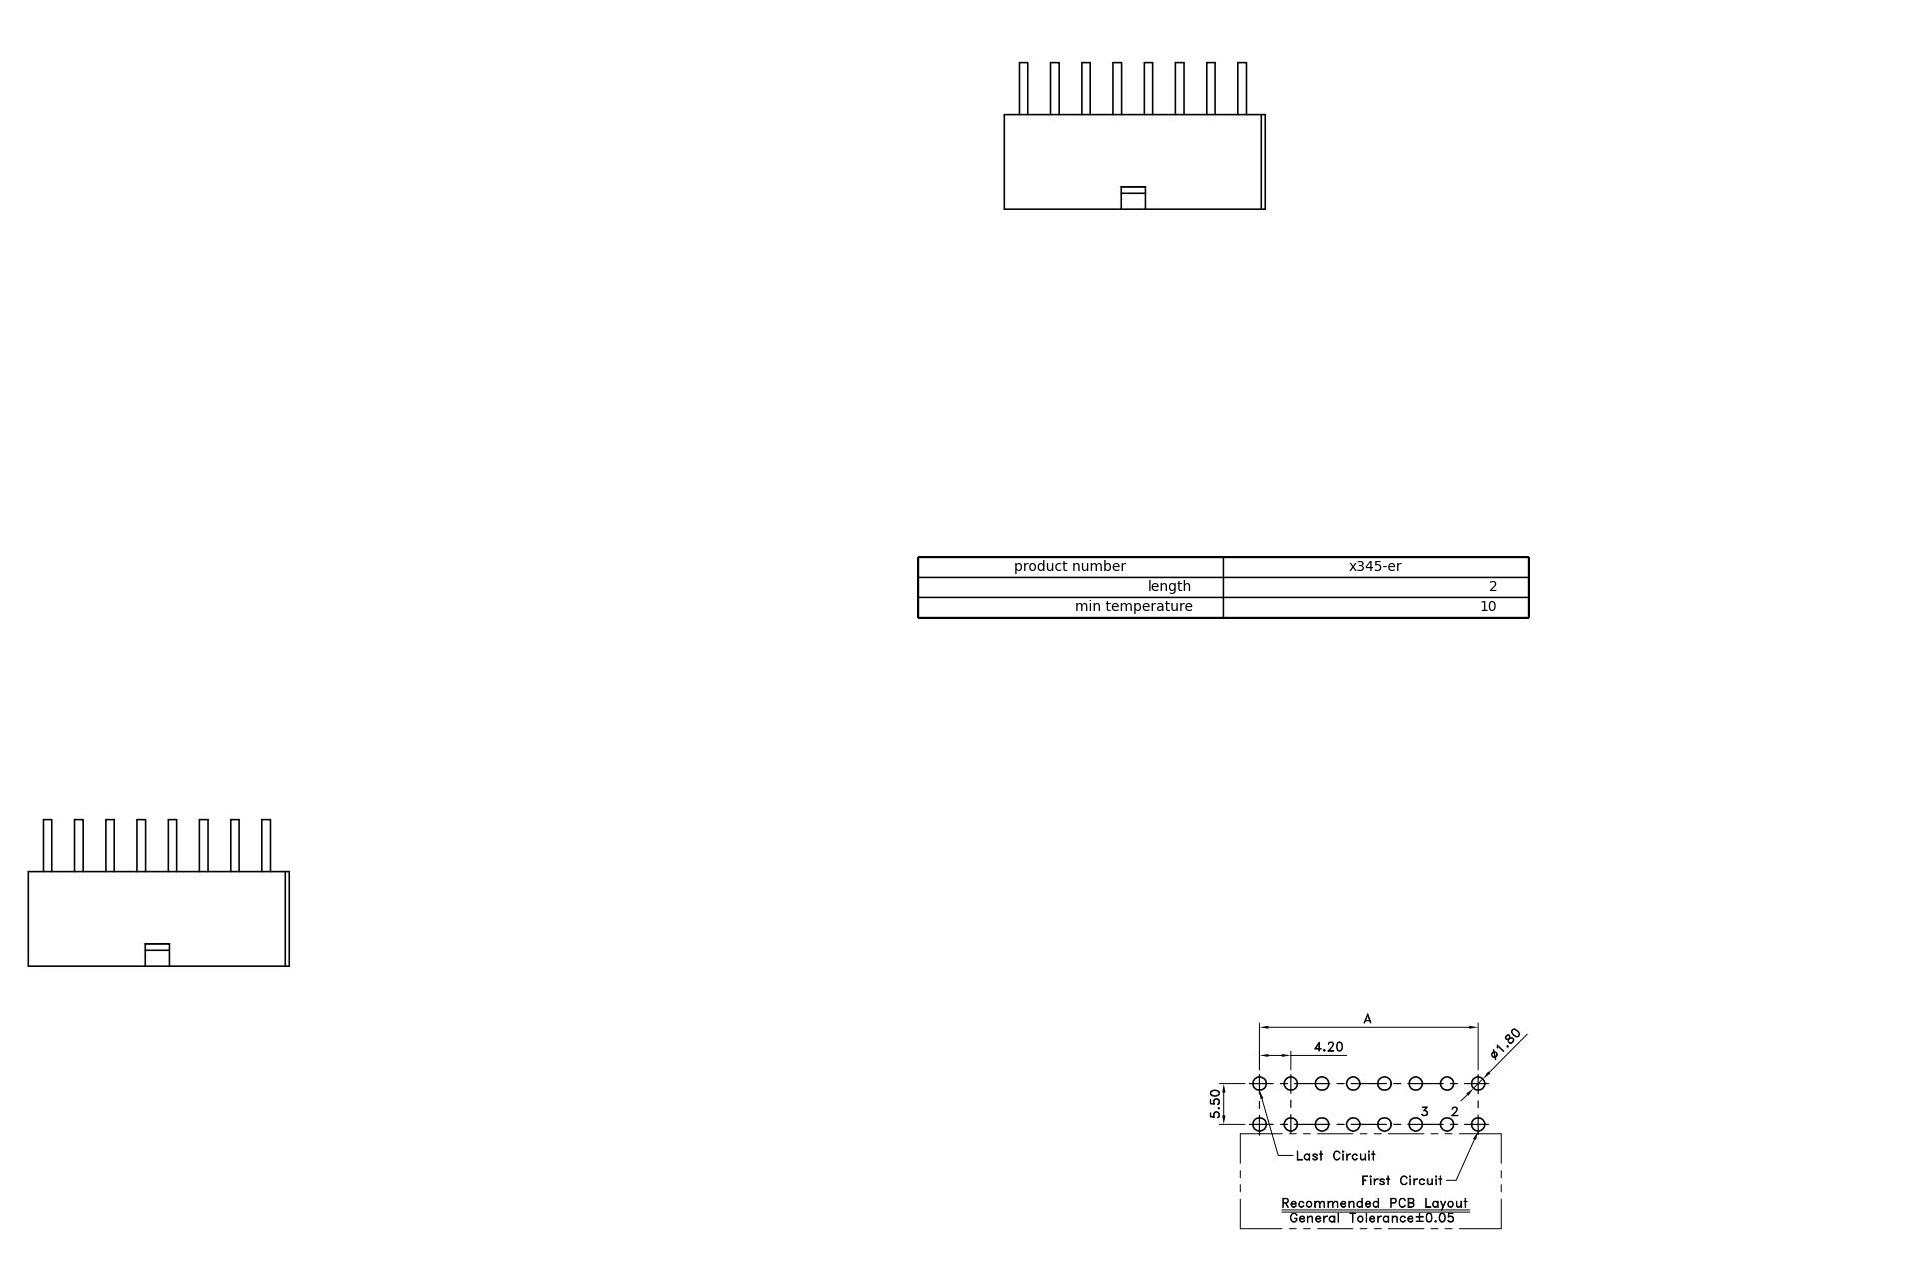 product number x345-er
length 2
min temperature 10
A
4.20
ø1.80
5.50
3 2
Last Circuit
First Circuit
Recommended PCB Layout
General Tolerance±0.05